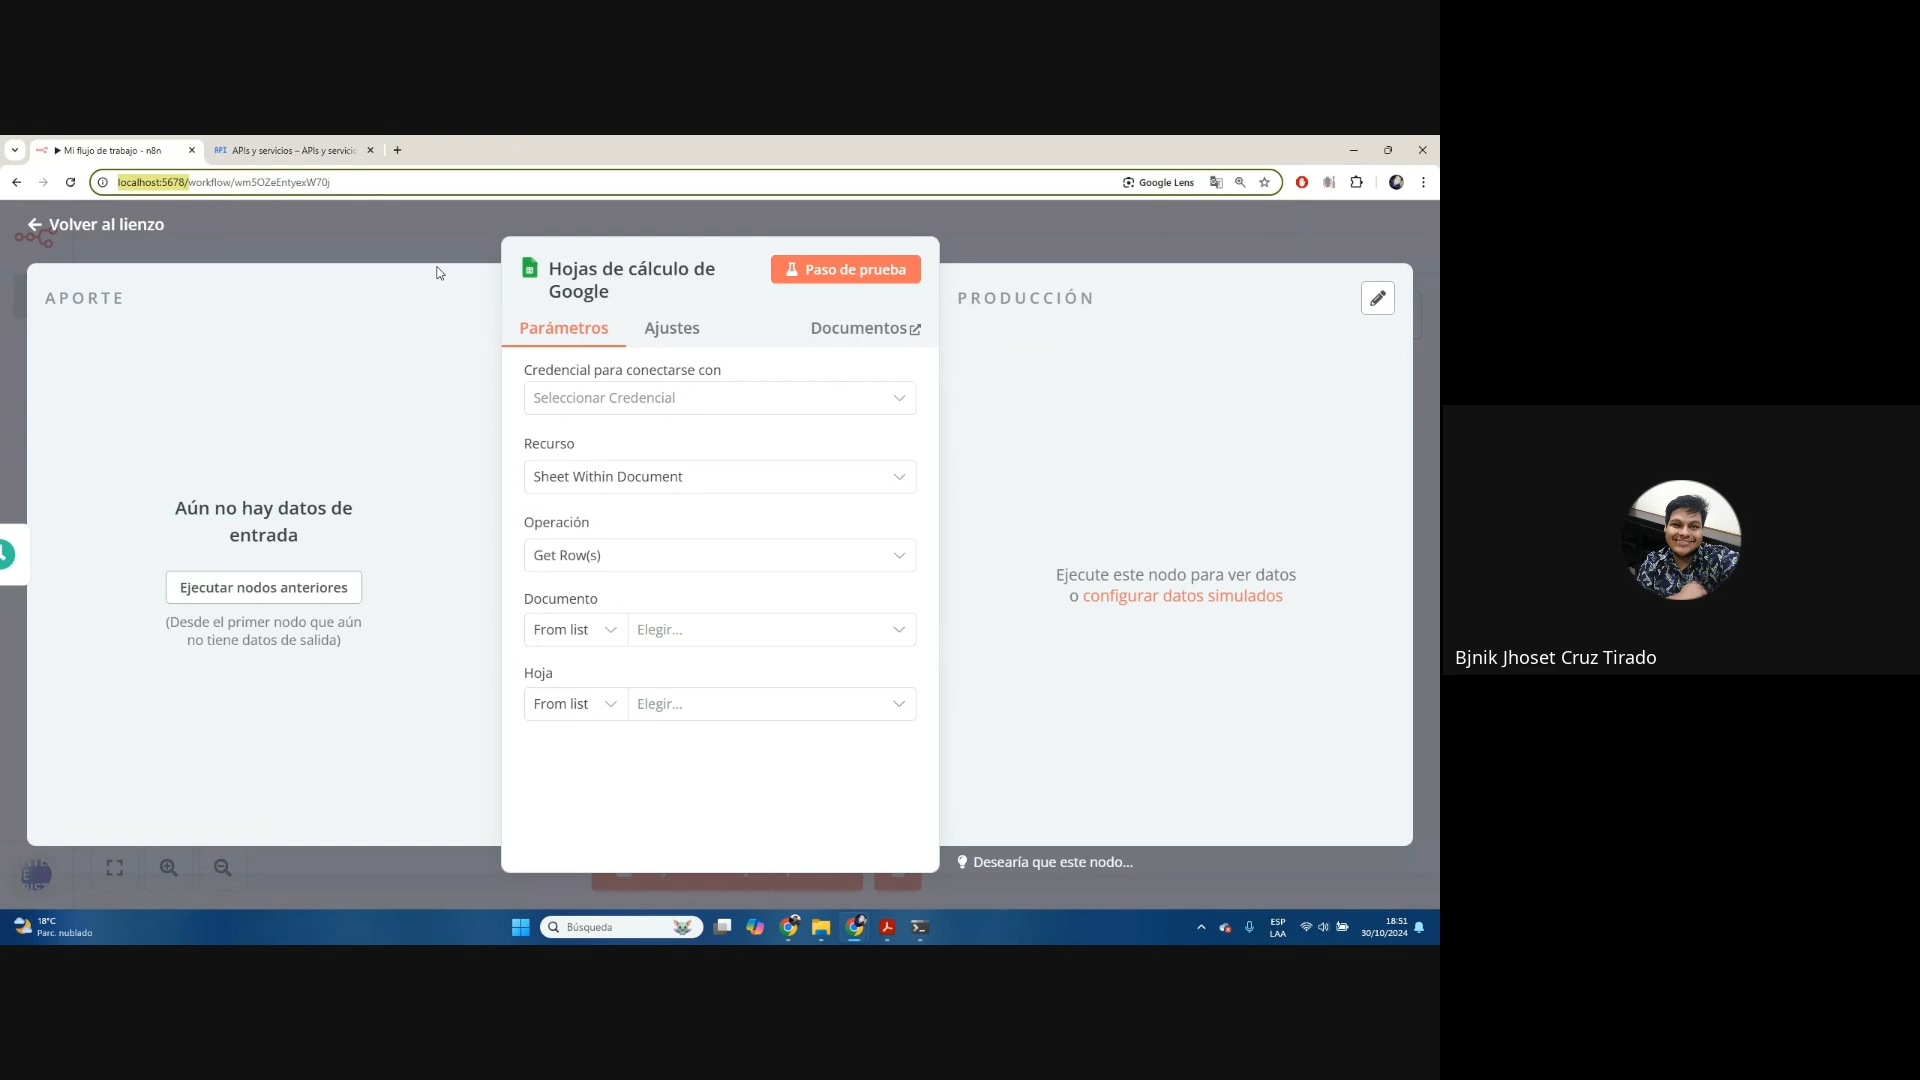 Mi flujo de trabajo - n8n
API APIs y servicios – APIs y servicic
localhost:5678/workflow/wm5OZeEntyexW70j
Google Lens
Volver al lienzo
APORTE
Aún no hay datos de
entrada
Ejecutar nodos anteriores
(Desde el primer nodo que aún
no tiene datos de salida)
Hojas de cálculo de
Google
Paso de prueba
Parámetros
Ajustes
Documentos
Credencial para conectarse con
Seleccionar Credencial
Recurso
Sheet Within Document
Operación
Get Row(s)
Documento
From list
Elegir...
Hoja
From list
Elegir...
PRODUCCIÓN
Ejecute este nodo para ver datos
o configurar datos simulados
Desearía que este nodo...
Bjnik Jhoset Cruz Tirado
18°C
Parc. nublado
Búsqueda
ESP
LAA
18:51
30/10/2024